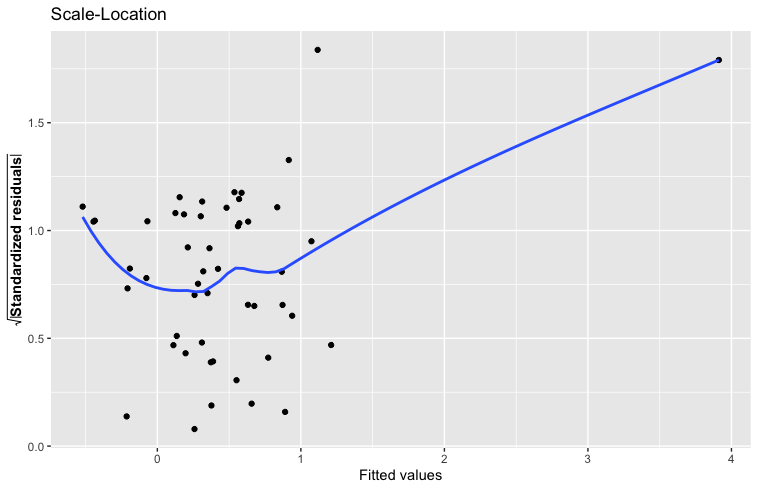 Scale-Location
√|Standardized residuals|
1.5
1.0
0.5
0.0
0 1 2 3 4
Fitted values